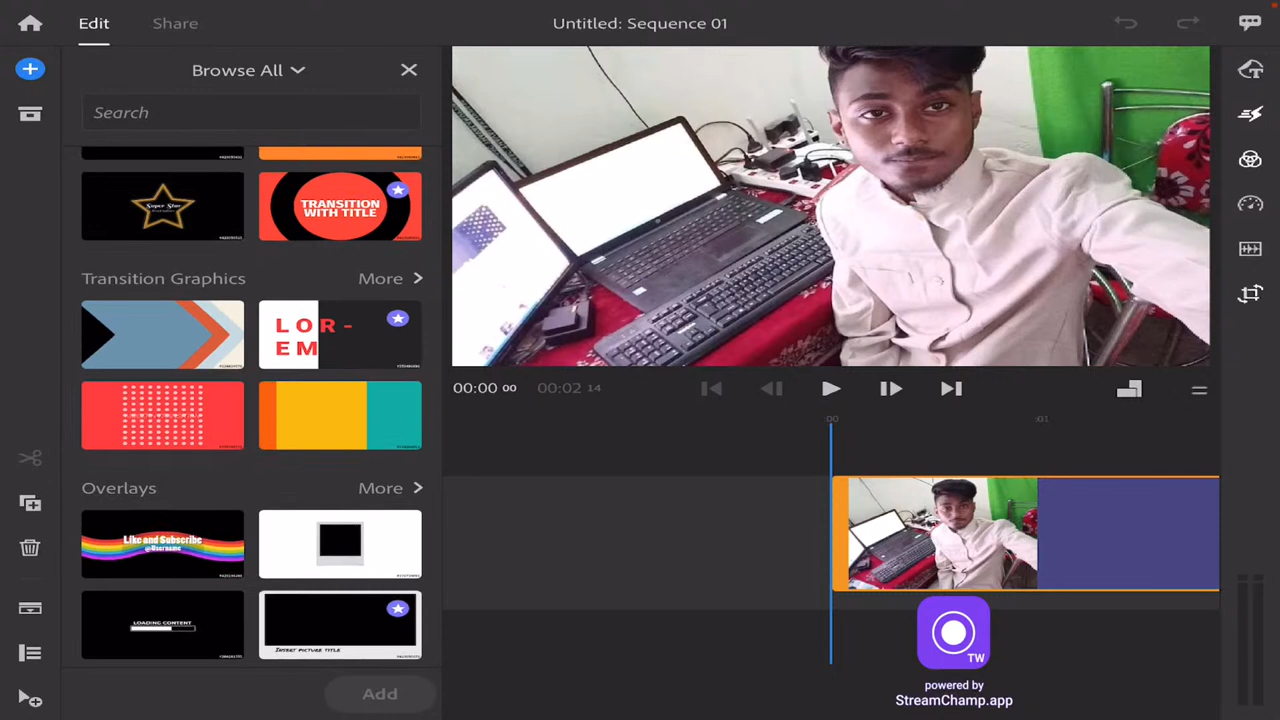 Edit
Share
Untitled: Sequence 01
Browse All
Search
Super Star
TRANSITION
WITH TITLE
Transition Graphics
More
LOR-
EM
Overlays
More
Like and Subscribe
@Username
LOADING CONTENT
INSERT PICTURE TITLE
Add
00:00 00
00:02 14
:00
:01
TW
powered by
StreamChamp.app